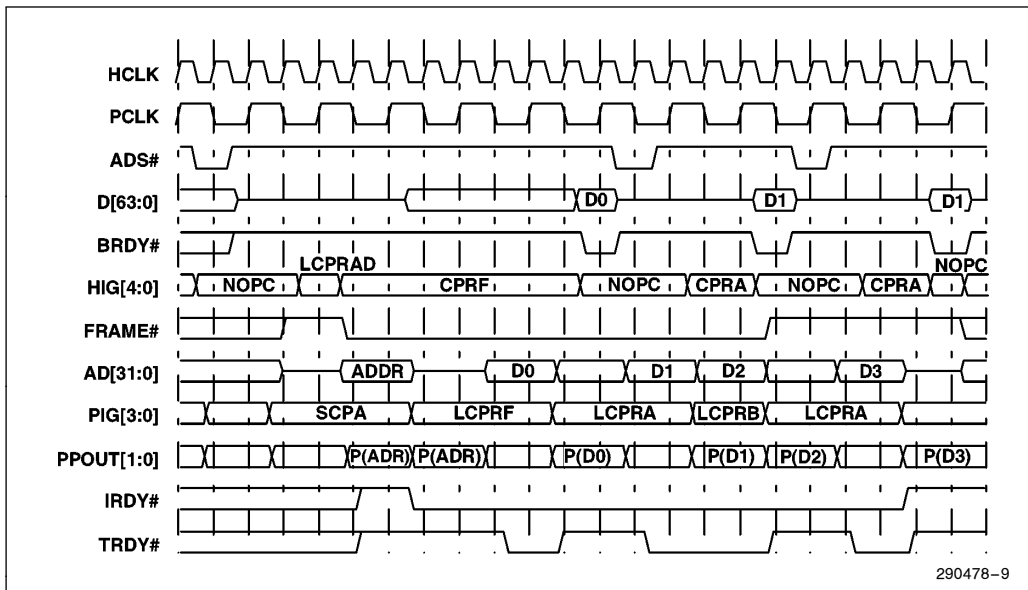 HCLK
PCLK
ADS#
D[63:0] D0 D1 D1
BRDY#
LCPRAD NOPC
HIG[4:0] NOPC CPRF NOPC CPRA NOPC CPRA
FRAME#
AD[31:0] ADDR D0 D1 D2 D3
PIG[3:0] SCPA LCPRF LCPRA LCPRB LCPRA
PPOUT[1:0] P(ADR) P(ADR) P(D0) P(D1) P(D2) P(D3)
IRDY#
TRDY#
290478–9